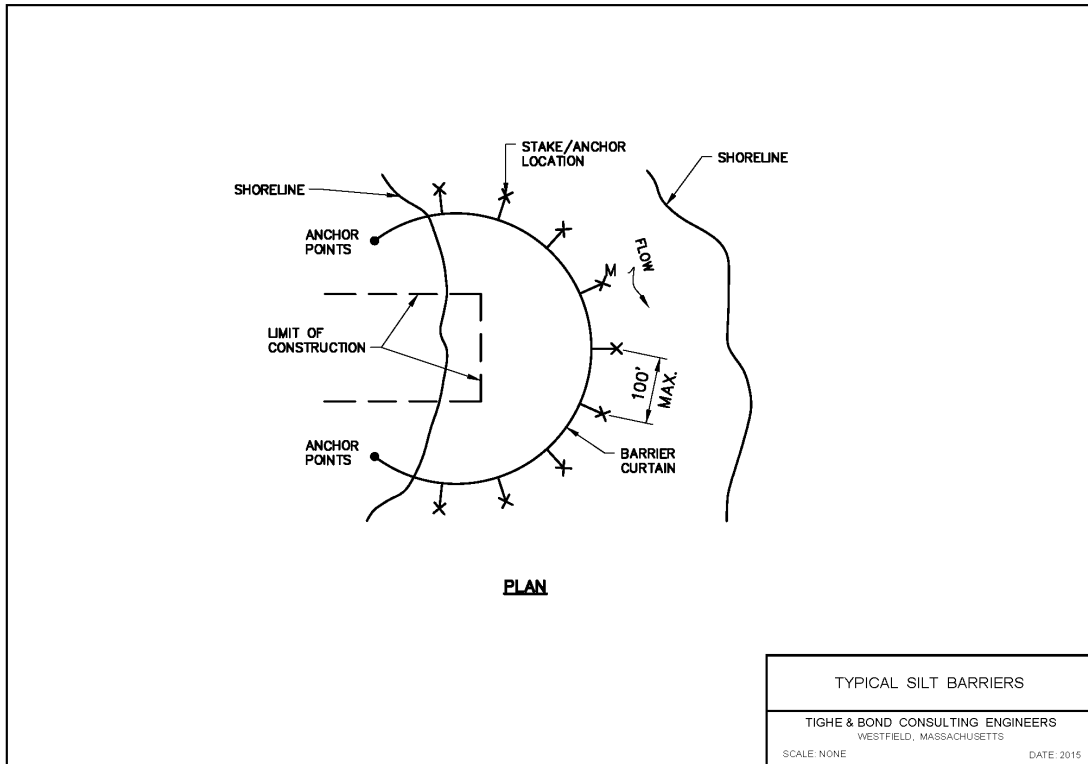 STAKE/ANCHOR
LOCATION
SHORELINE
SHORELINE
ANCHOR
POINTS
FLOW
M
LIMIT OF
CONSTRUCTION
100'
MAX.
ANCHOR
POINTS
BARRIER
CURTAIN
PLAN
TYPICAL SILT BARRIERS
TIGHE & BOND CONSULTING ENGINEERS
WESTFIELD, MASSACHUSETTS
SCALE: NONE
DATE: 2015